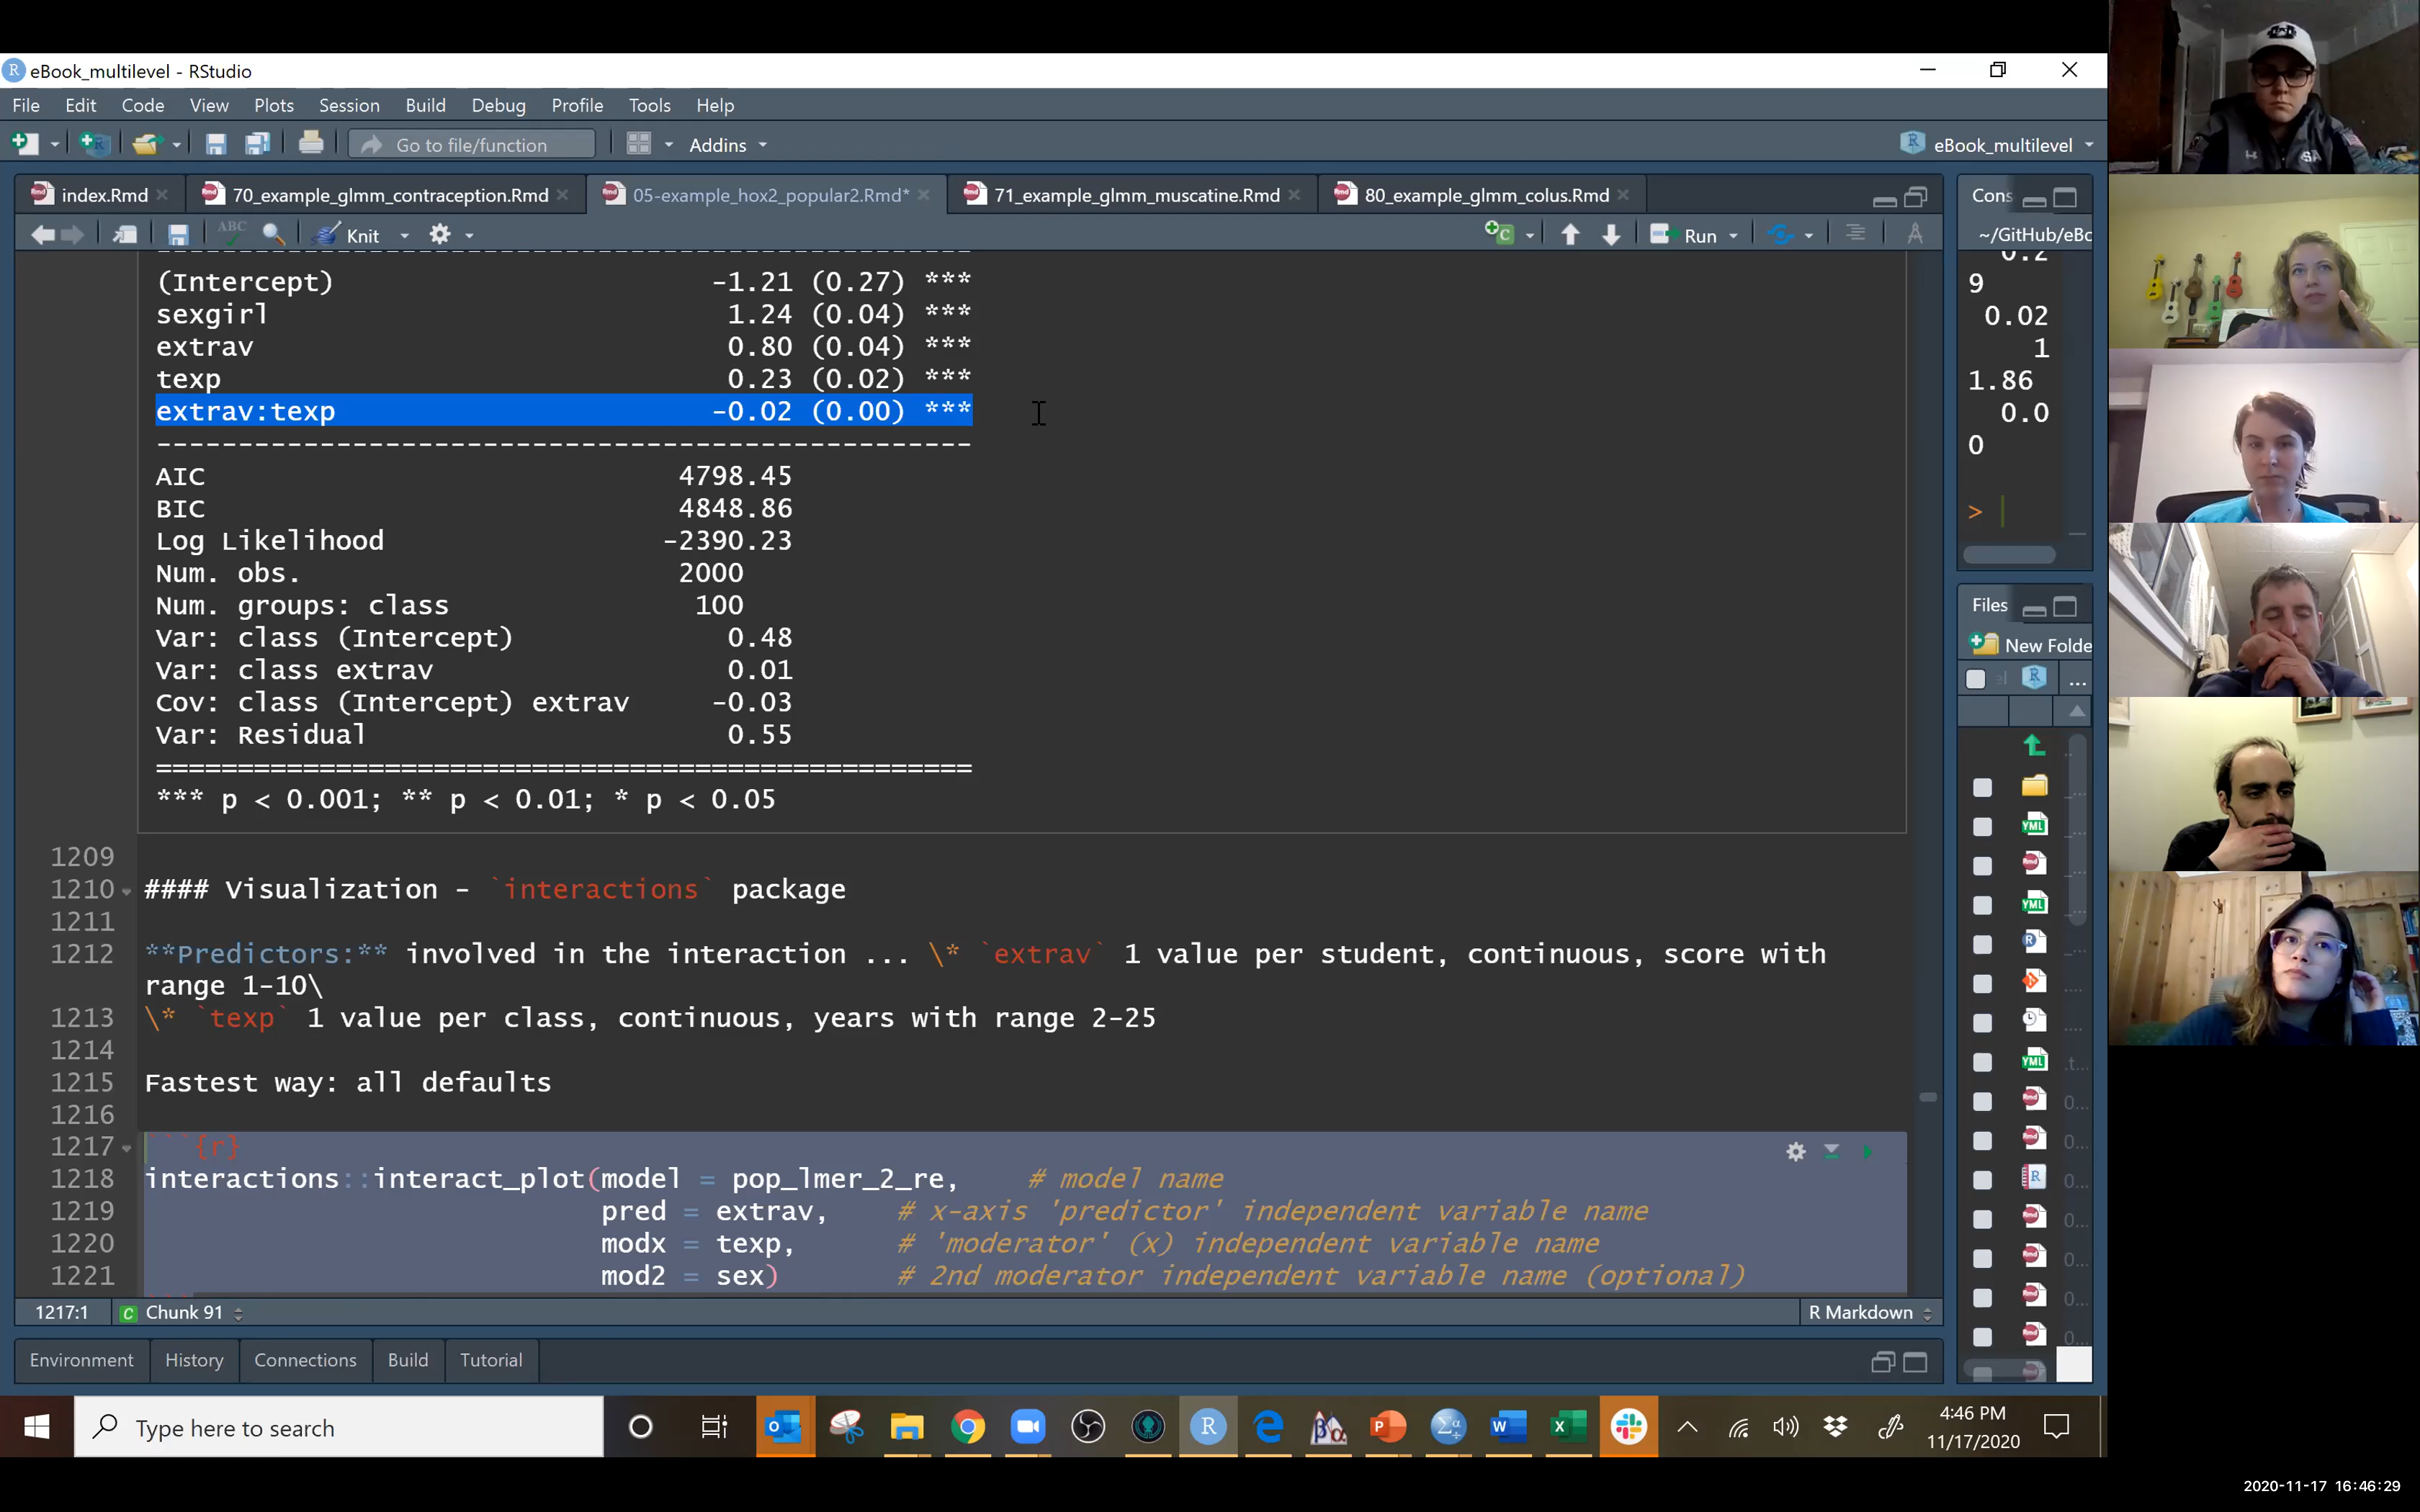 eBook_multilevel - RStudio
File Edit Code View Plots Session Build Debug Profile Tools Help
Go to file/function
Addins
eBook_multilevel
index.Rmd
70_example_glmm_contraception.Rmd
05-example_hox2_popular2.Rmd*
71_example_glmm_muscatine.Rmd
80_example_glmm_colus.Rmd
ABC
Knit
Run
(Intercept) -1.21 (0.27) ***
sexgirl 1.24 (0.04) ***
extrav 0.80 (0.04) ***
texp 0.23 (0.02) ***
extrav:texp -0.02 (0.00) ***
--------------------------------------------------
AIC 4798.45
BIC 4848.86
Log Likelihood -2390.23
Num. obs. 2000
Num. groups: class 100
Var: class (Intercept) 0.48
Var: class extrav 0.01
Cov: class (Intercept) extrav -0.03
Var: Residual 0.55
==================================================
*** p < 0.001; ** p < 0.01; * p < 0.05
1209
1210 #### Visualization - `interactions` package
1211
1212 **Predictors:** involved in the interaction ... \* `extrav` 1 value per student, continuous, score with
range 1-10\
1213 \* `texp` 1 value per class, continuous, years with range 2-25
1214
1215 Fastest way: all defaults
1216
1217 ```{r}
1218 interactions::interact_plot(model = pop_lmer_2_re, # model name
1219 pred = extrav, # x-axis 'predictor' independent variable name
1220 modx = texp, # 'moderator' (x) independent variable name
1221 mod2 = sex) # 2nd moderator independent variable name (optional)
1217:1
Chunk 91
R Markdown
Environment History Connections Build Tutorial
Cons
~/GitHub/eBc
0.2
9
0.02
1
1.86
0.0
0
>
Files
New Folde
...
YML
YML
YML
Type here to search
4:46 PM
11/17/2020
2020-11-17 16:46:29